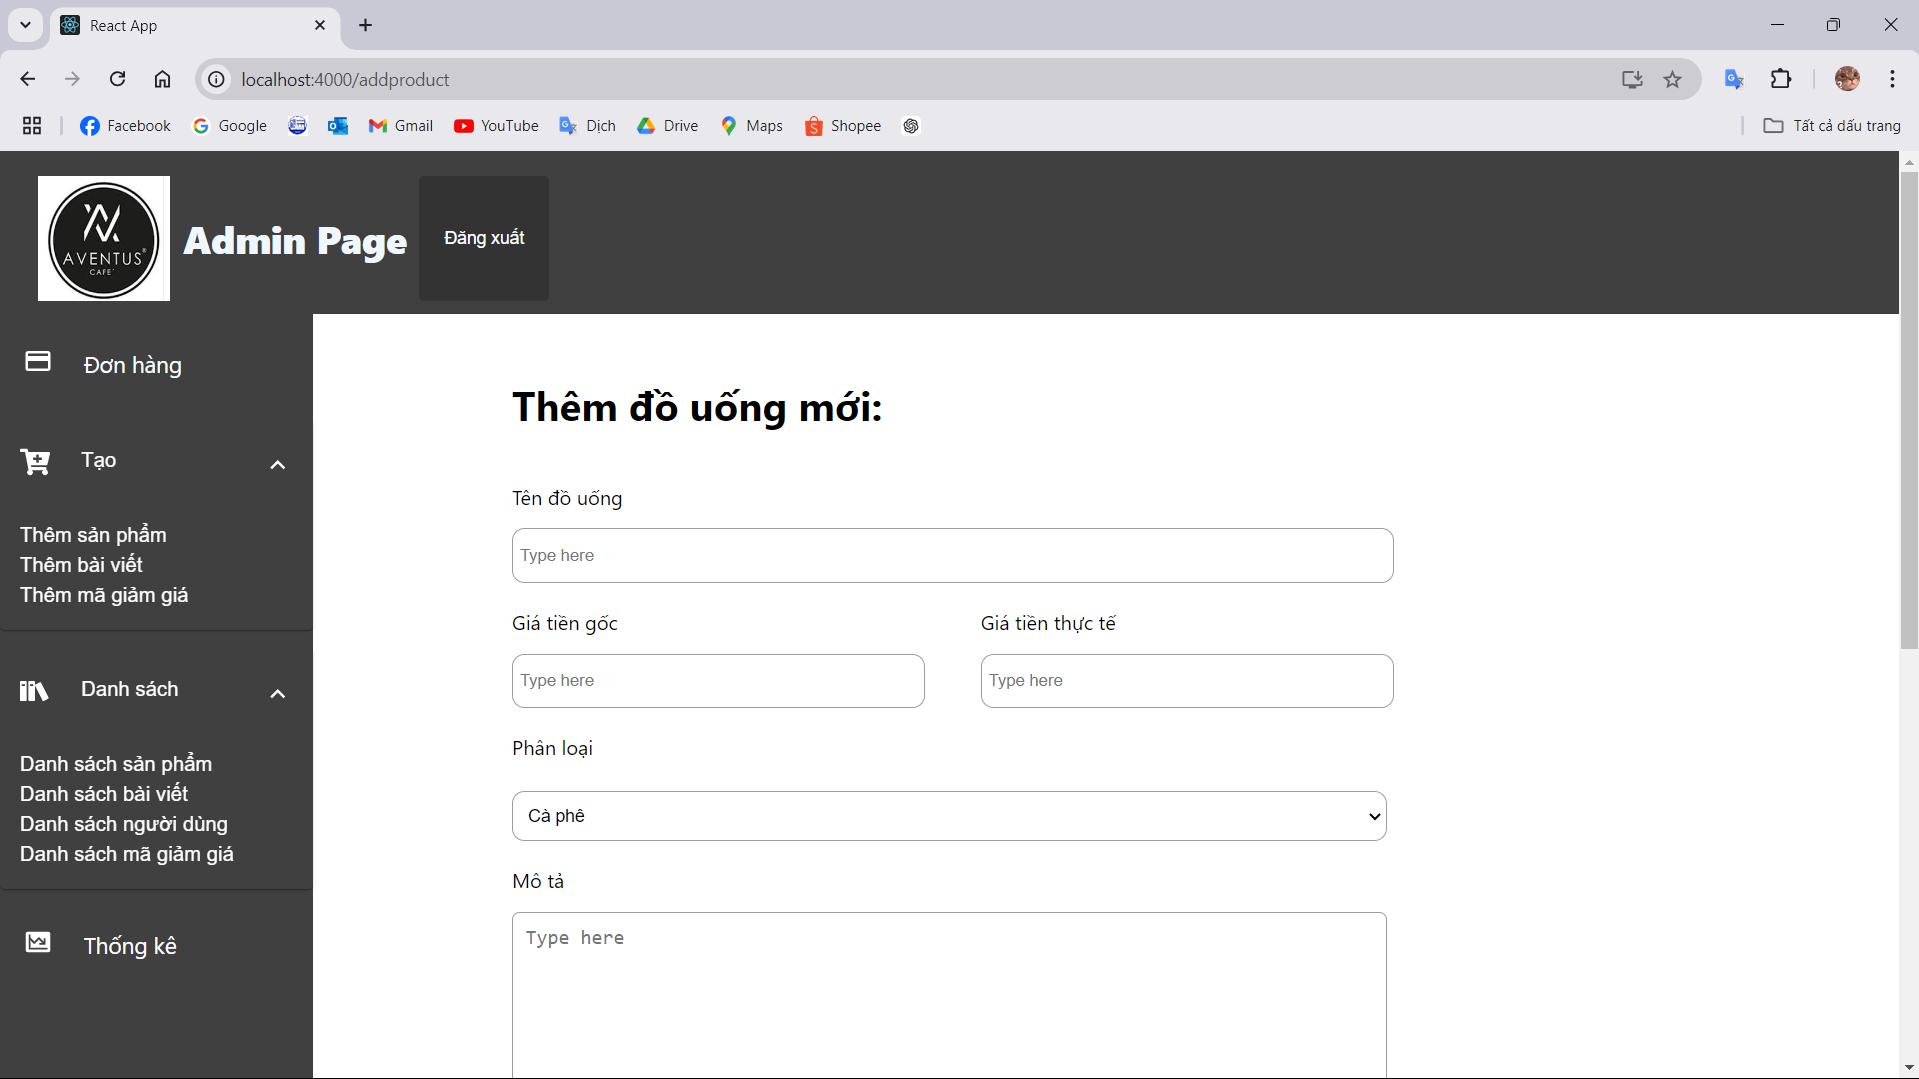 React App
localhost:4000/addproduct
Facebook Google Gmail YouTube Dịch Drive Maps Shopee Tất cả dấu trang
AVENTUS®
CAFE
Admin Page
Đăng xuất
Đơn hàng
Tạo
Thêm sản phẩm
Thêm bài viết
Thêm mã giảm giá
Danh sách
Danh sách sản phẩm
Danh sách bài viết
Danh sách người dùng
Danh sách mã giảm giá
Thống kê
Thêm đồ uống mới:
Tên đồ uống
Type here
Giá tiền gốc Giá tiền thực tế
Type here Type here
Phân loại
Cà phê
Mô tả
Type here